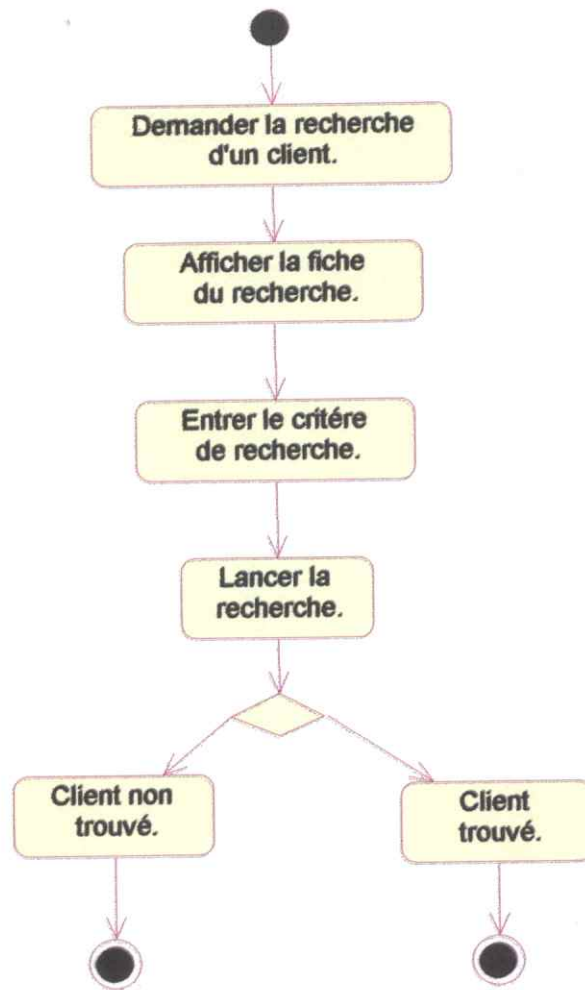 Demander la recherche
d'un client.
Afficher la fiche
du recherche.
Entrer le critére
de recherche.
Lancer la
recherche.
Client non
trouvé.
Client
trouvé.